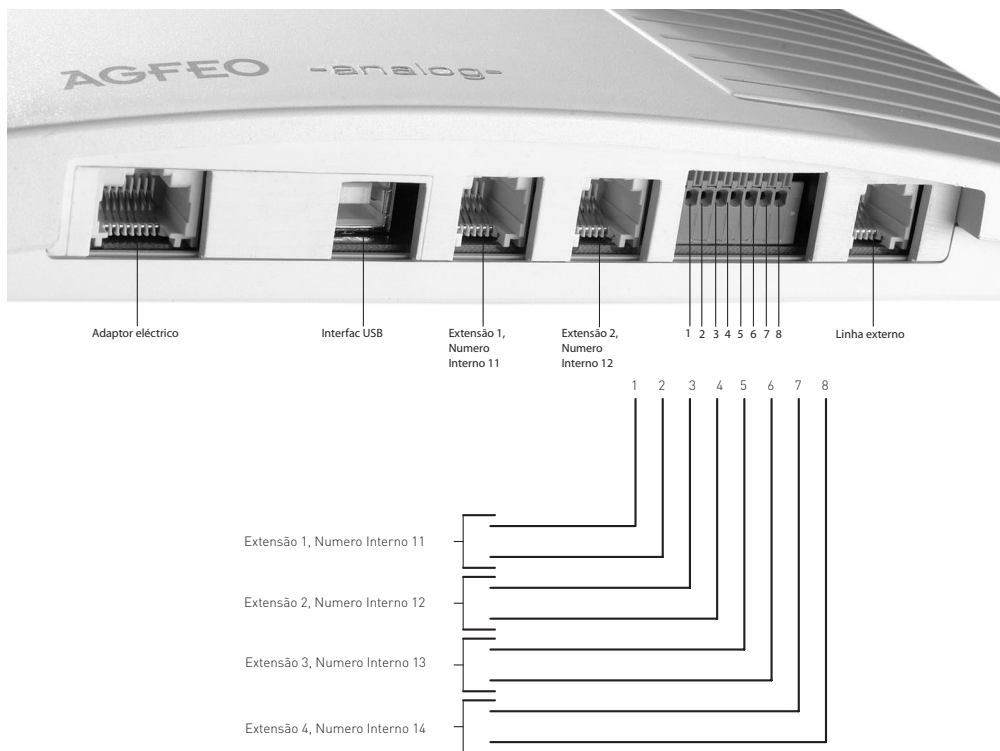 AGFEO -analog-
Adaptor eléctrico
Interfac USB
Extensão 1,
Numero
Interno 11
Extensão 2,
Numero
Interno 12
1 2 3 4 5 6 7 8
Linha externo
1 2 3 4 5 6 7 8
Extensão 1, Numero Interno 11
Extensão 2, Numero Interno 12
Extensão 3, Numero Interno 13
Extensão 4, Numero Interno 14